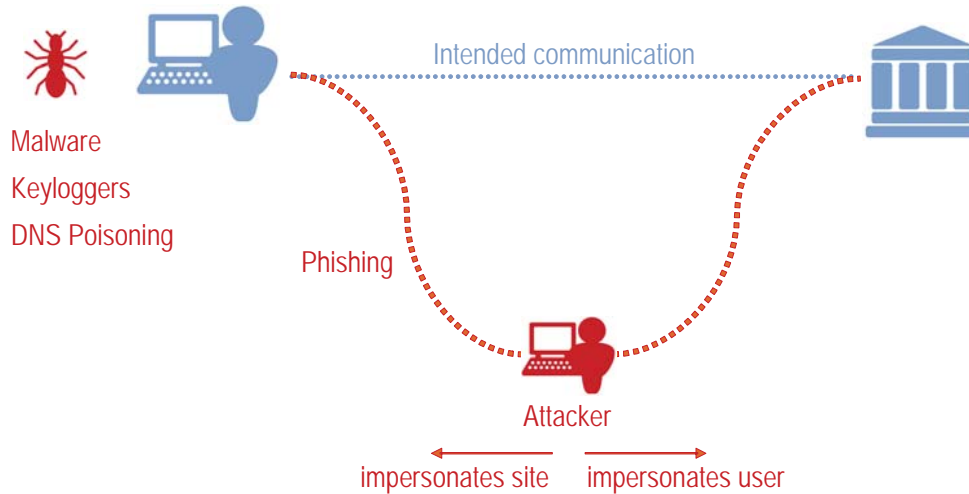 Intended communication
Malware
Keyloggers
DNS Poisoning
Phishing
Attacker
impersonates site
impersonates user